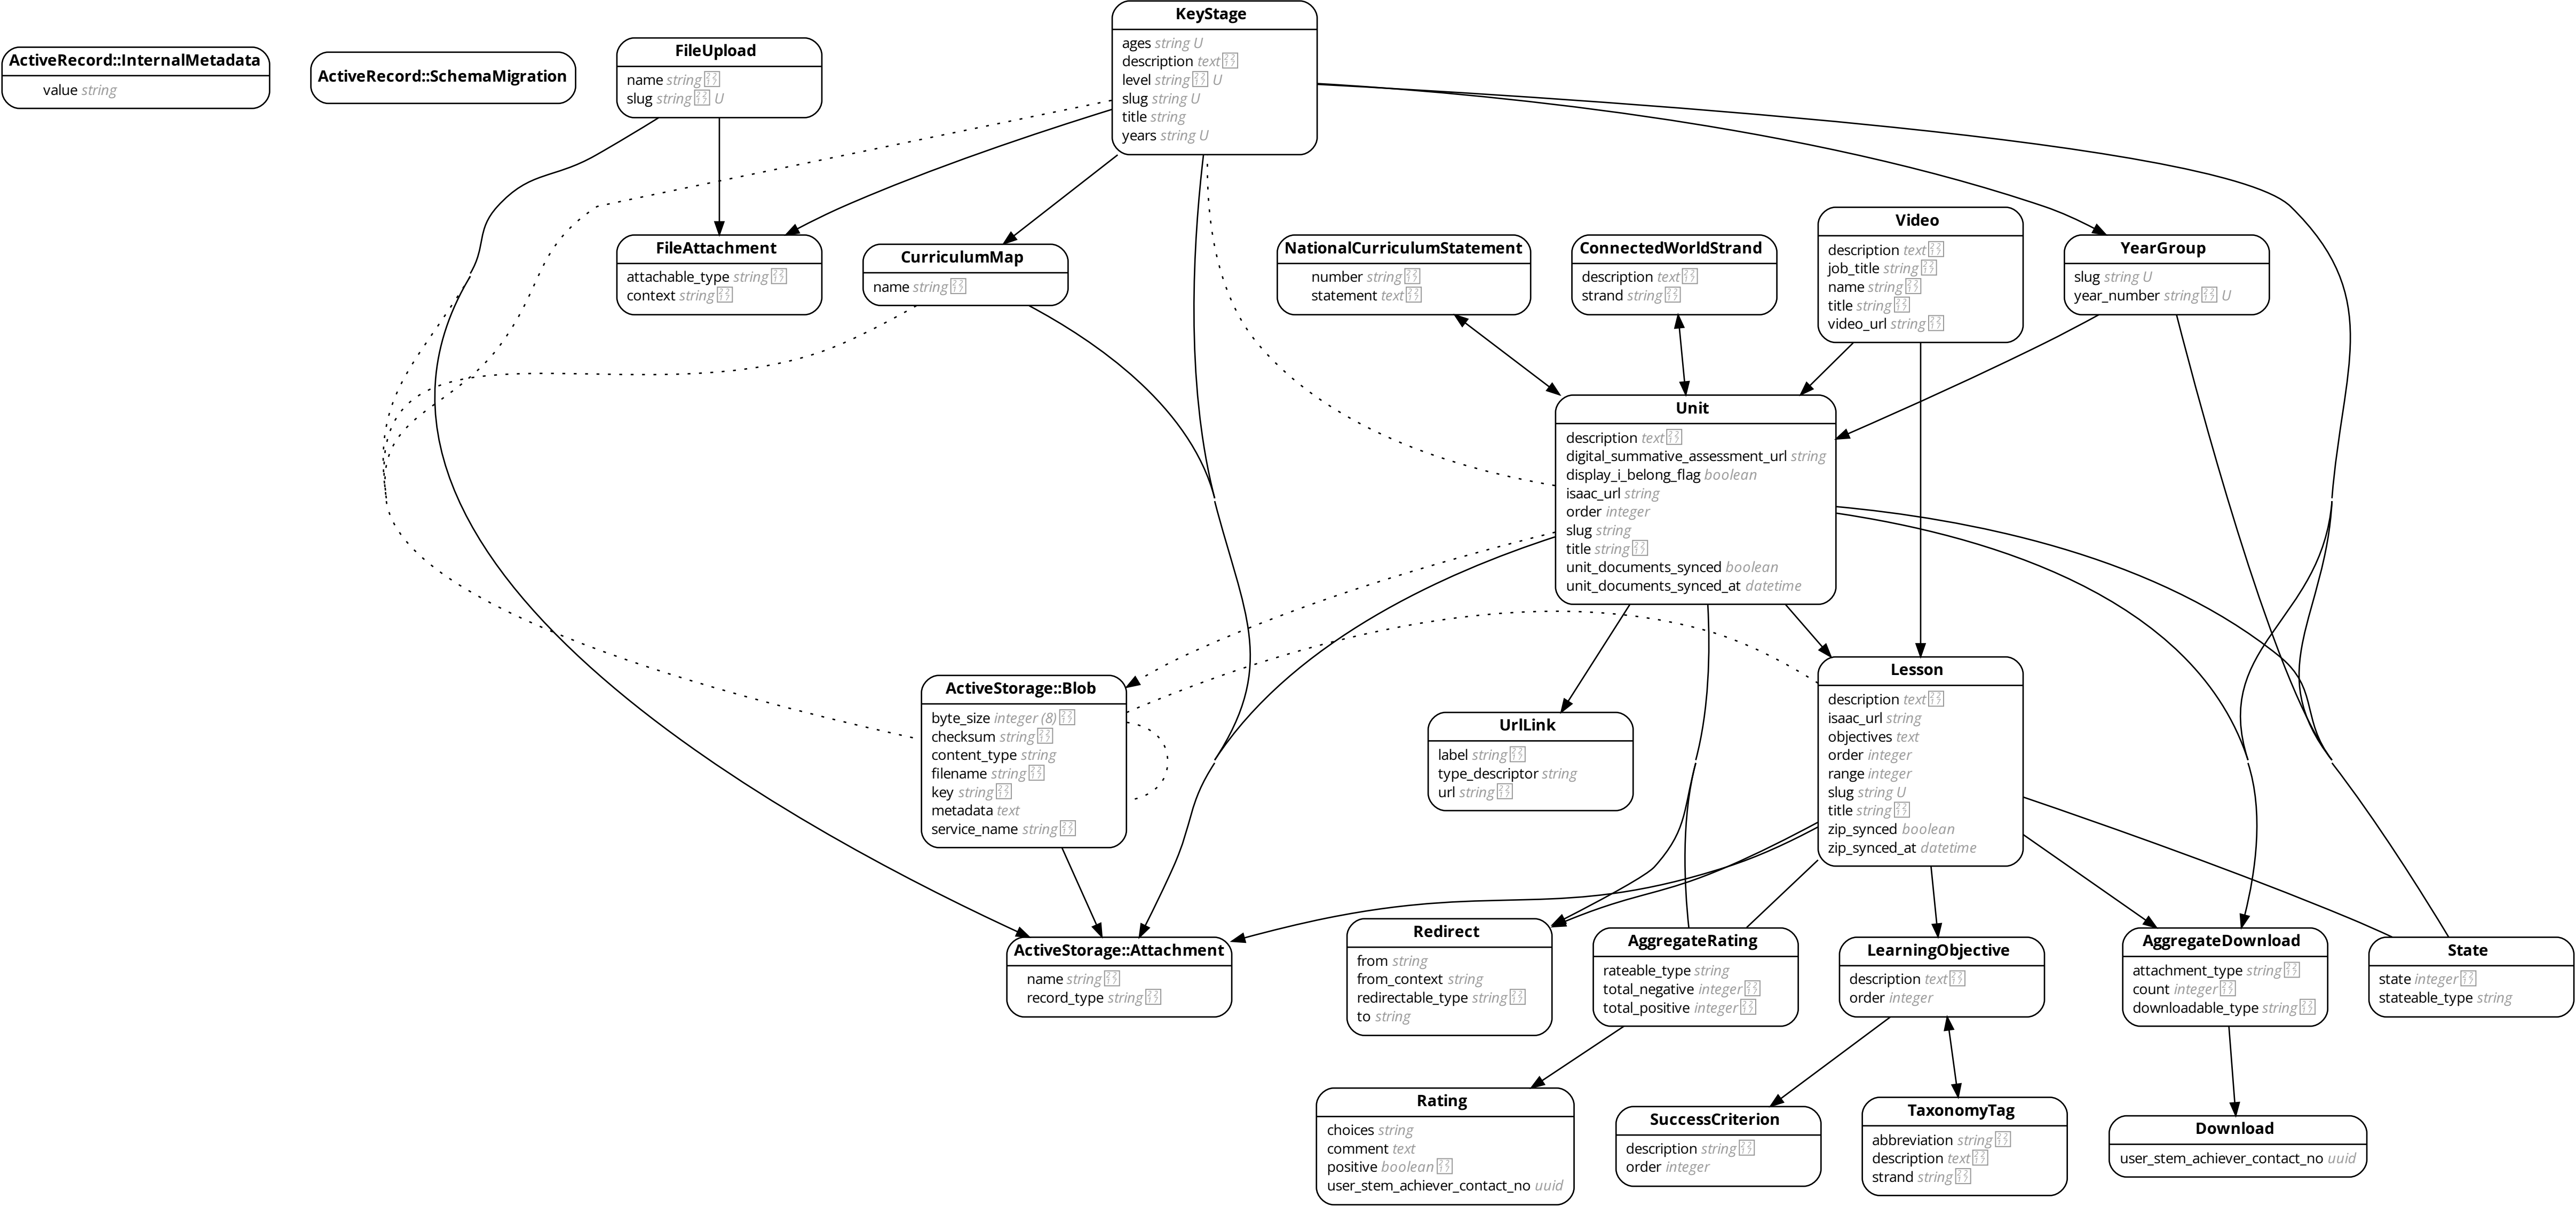 ActiveRecord::InternalMetadata
value string
ActiveRecord::SchemaMigration
FileUpload
name string
slug string U
KeyStage
ages string U
description text
level string U
slug string U
title string
years string U
FileAttachment
attachable_type string
context string
CurriculumMap
name string
NationalCurriculumStatement
number string
statement text
ConnectedWorldStrand
description text
strand string
Video
description text
job_title string
name string
title string
video_url string
YearGroup
slug string U
year_number string U
Unit
description text
digital_summative_assessment_url string
display_i_belong_flag boolean
isaac_url string
order integer
slug string
title string
unit_documents_synced boolean
unit_documents_synced_at datetime
ActiveStorage::Blob
byte_size integer (8)
checksum string
content_type string
filename string
key string
metadata text
service_name string
UrlLink
label string
type_descriptor string
url string
Lesson
description text
isaac_url string
objectives text
order integer
range integer
slug string U
title string
zip_synced boolean
zip_synced_at datetime
ActiveStorage::Attachment
name string
record_type string
Redirect
from string
from_context string
redirectable_type string
to string
AggregateRating
rateable_type string
total_negative integer
total_positive integer
LearningObjective
description text
order integer
AggregateDownload
attachment_type string
count integer
downloadable_type string
State
state integer
stateable_type string
Rating
choices string
comment text
positive boolean
user_stem_achiever_contact_no uuid
SuccessCriterion
description string
order integer
TaxonomyTag
abbreviation string
description text
strand string
Download
user_stem_achiever_contact_no uuid